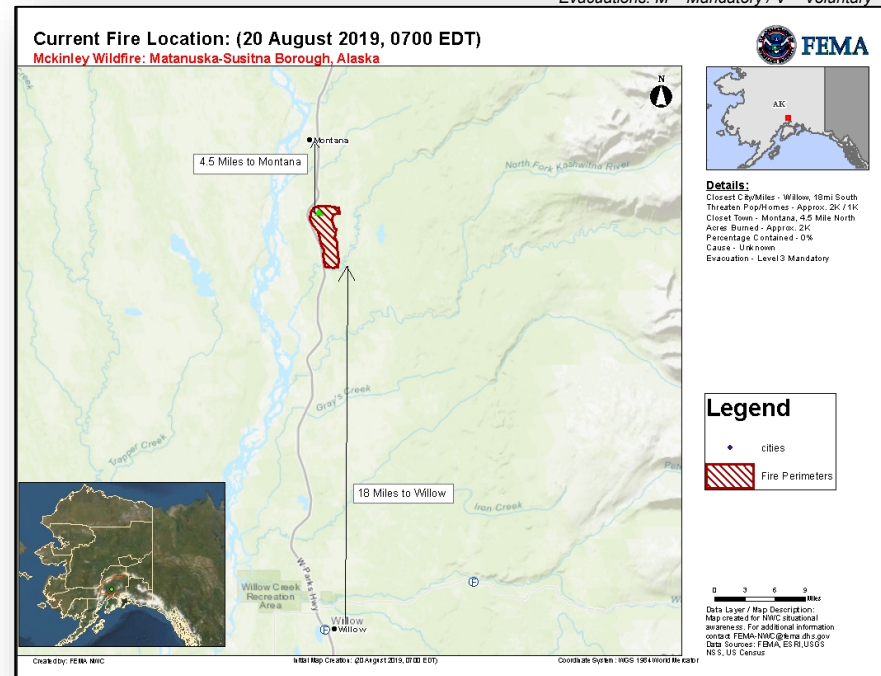 Evacuations: M – Mandatory / V – Voluntary
Current Fire Location: (20 August 2019, 0700 EDT)
Mckinley Wildfire: Matanuska-Susitna Borough, Alaska
FEMA
N
AK
Montana
4.5 Miles to Montana
North Fork Kashwitna River
Details:
Closest City/Miles - Willow, 18mi South
Threaten Pop/Homes - Approx. 2K / 1K
Closet Town - Montana, 4.5 Mile North
Acres Burned - Approx. 2K
Percentage Contained - 0%
Cause - Unknown
Evacuation - Level 3 Mandatory
Gray's Creek
Trapper Creek
Legend
cities
Fire Perimeters
18 Miles to Willow
Iron Creek
W Parks Hwy
Willow Creek
Recreation
Area
Willow
Willow
0 3 6 9
Miles
Data Layer / Map Description:
Map created for NWC situational
awareness. For additional information
contact FEMA-NWC@fema.dhs.gov
Data Sources: FEMA, ESRI, USGS
NSS, US Census
Created by: FEMA NWC
Initial Map Creation: (20 August 2019, 0700 EDT)
Coordinate System: WGS 1984 World Mercator